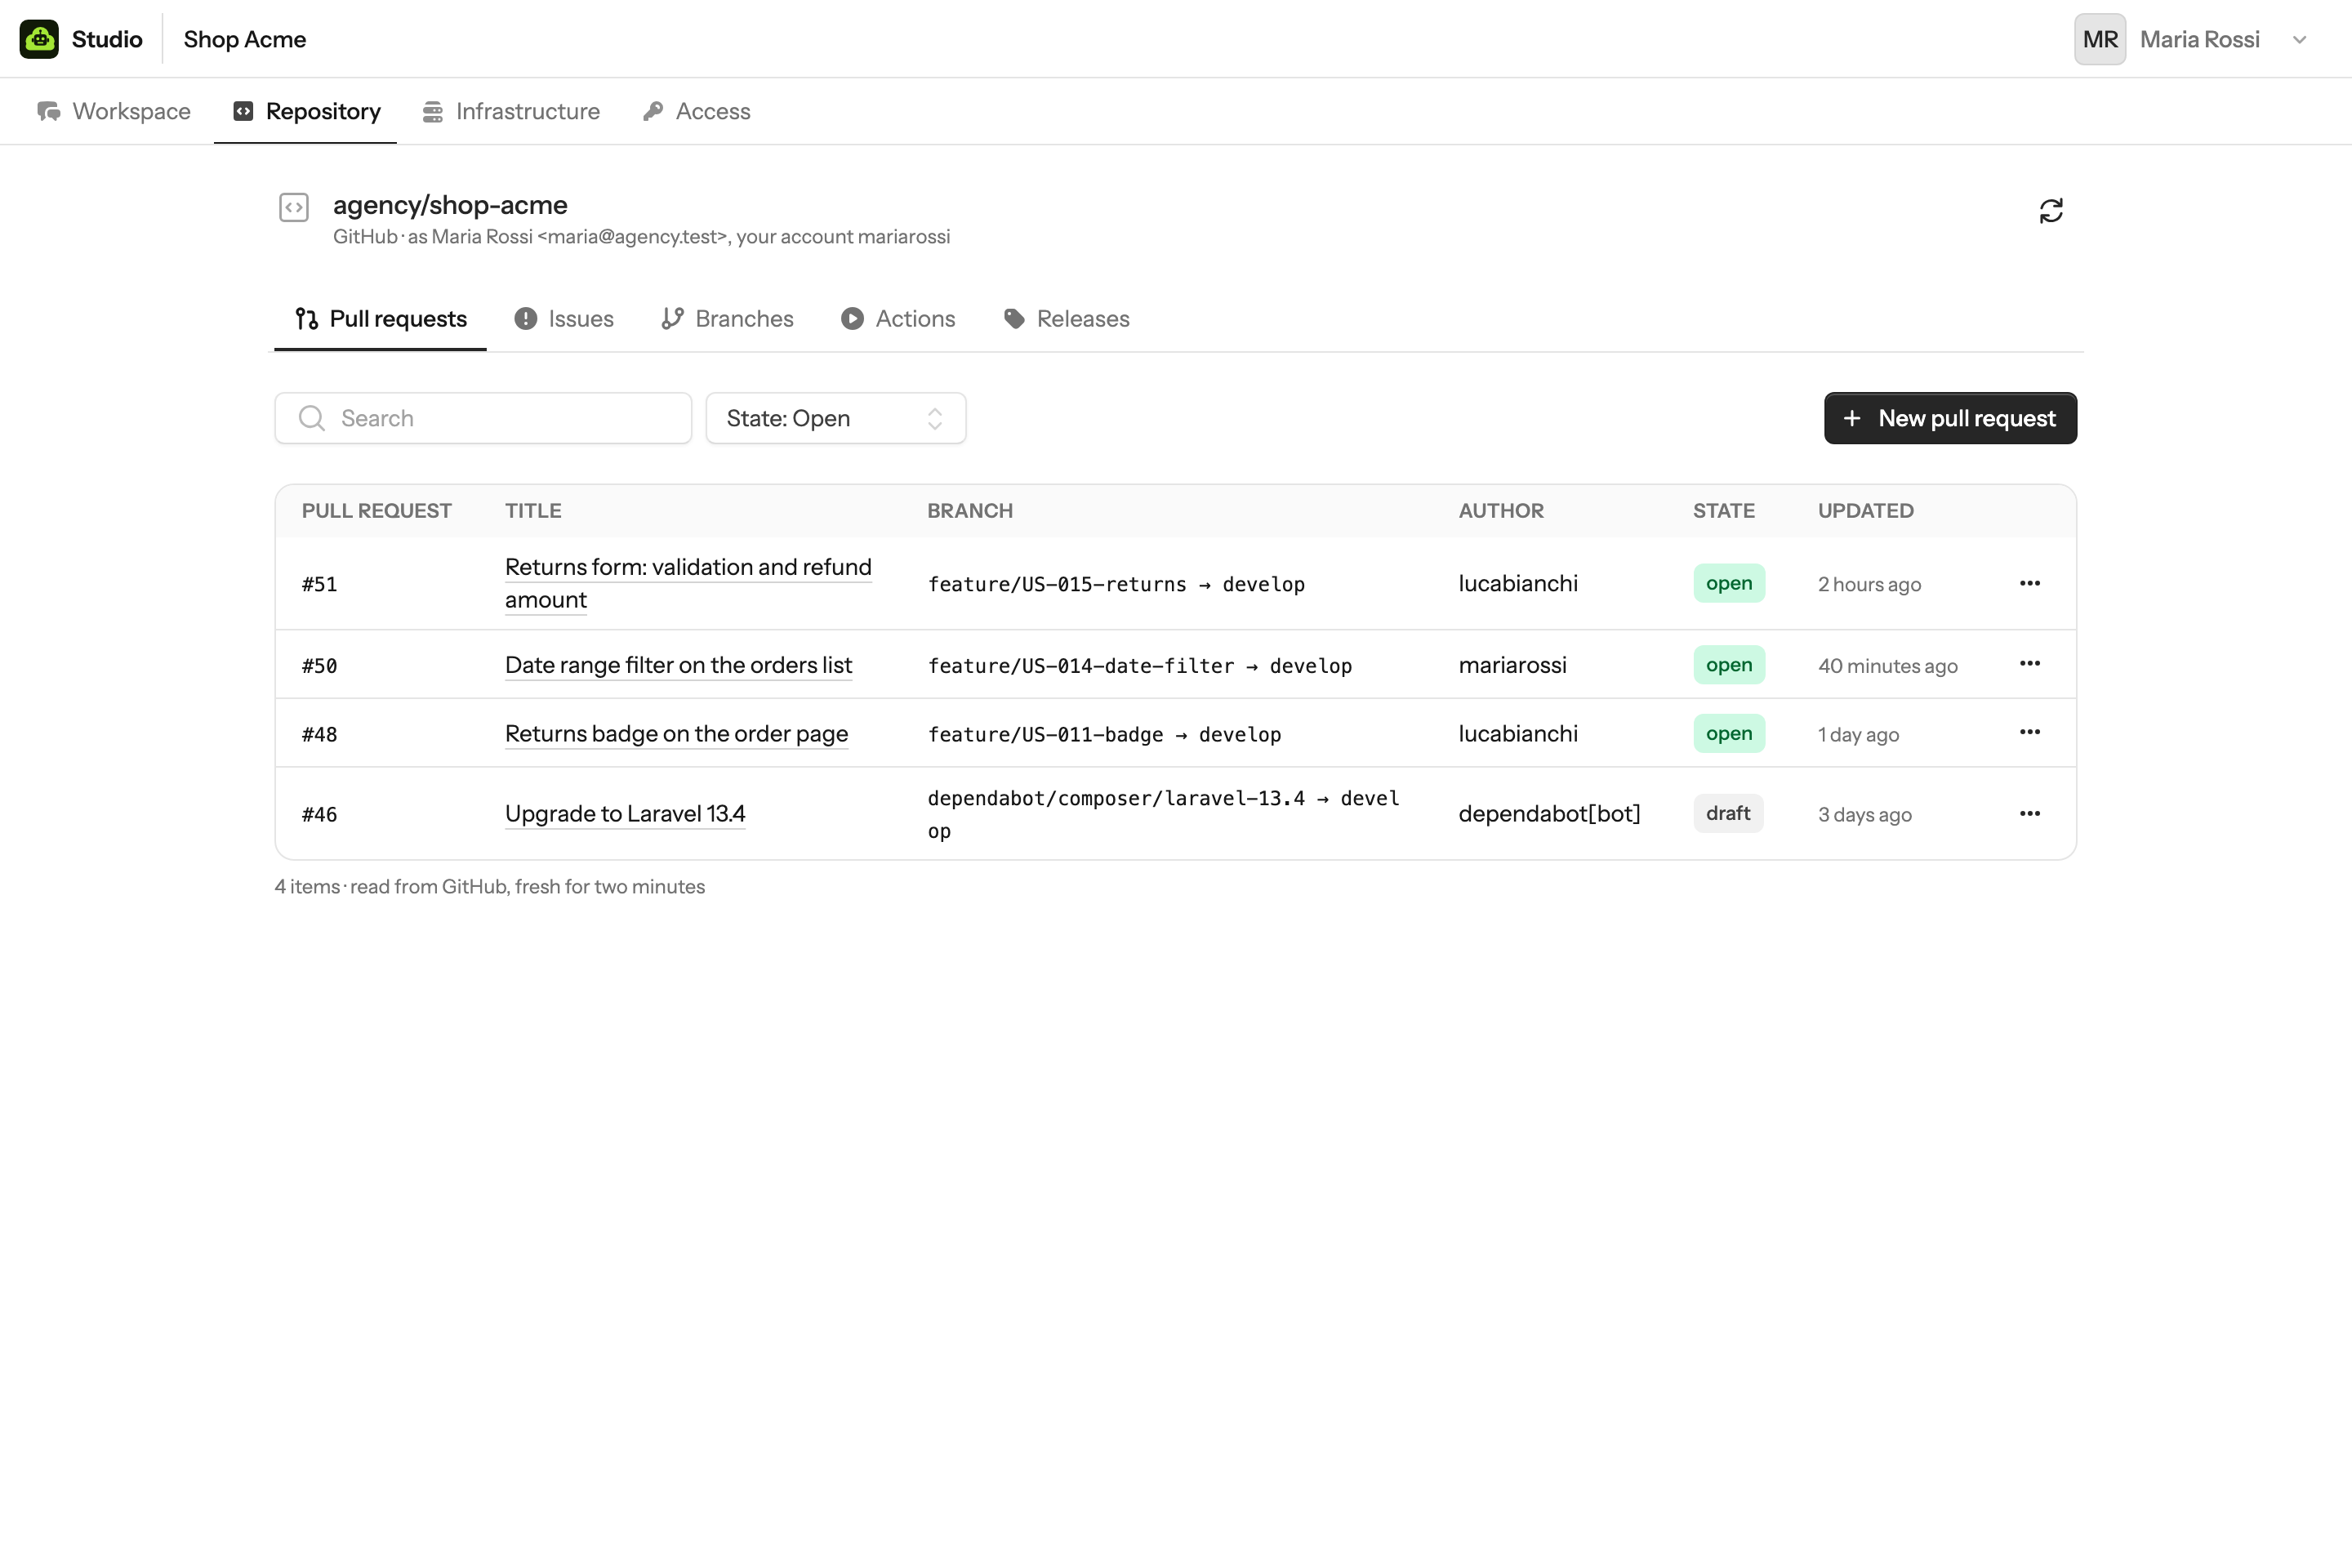 Studio
Shop Acme
MR
Maria Rossi
Workspace
Repository
Infrastructure
Access
agency/shop-acme
GitHub · as Maria Rossi <maria@agency.test>, your account mariarossi
Pull requests
Issues
Branches
Actions
Releases
Search
State: Open
+ New pull request
PULL REQUEST TITLE BRANCH AUTHOR STATE UPDATED
#51 Returns form: validation and refund
amount feature/US-015-returns → develop lucabianchi open 2 hours ago
#50 Date range filter on the orders list feature/US-014-date-filter → develop mariarossi open 40 minutes ago
#48 Returns badge on the order page feature/US-011-badge → develop lucabianchi open 1 day ago
#46 Upgrade to Laravel 13.4 dependabot/composer/laravel-13.4 → devel
op dependabot[bot] draft 3 days ago
4 items · read from GitHub, fresh for two minutes